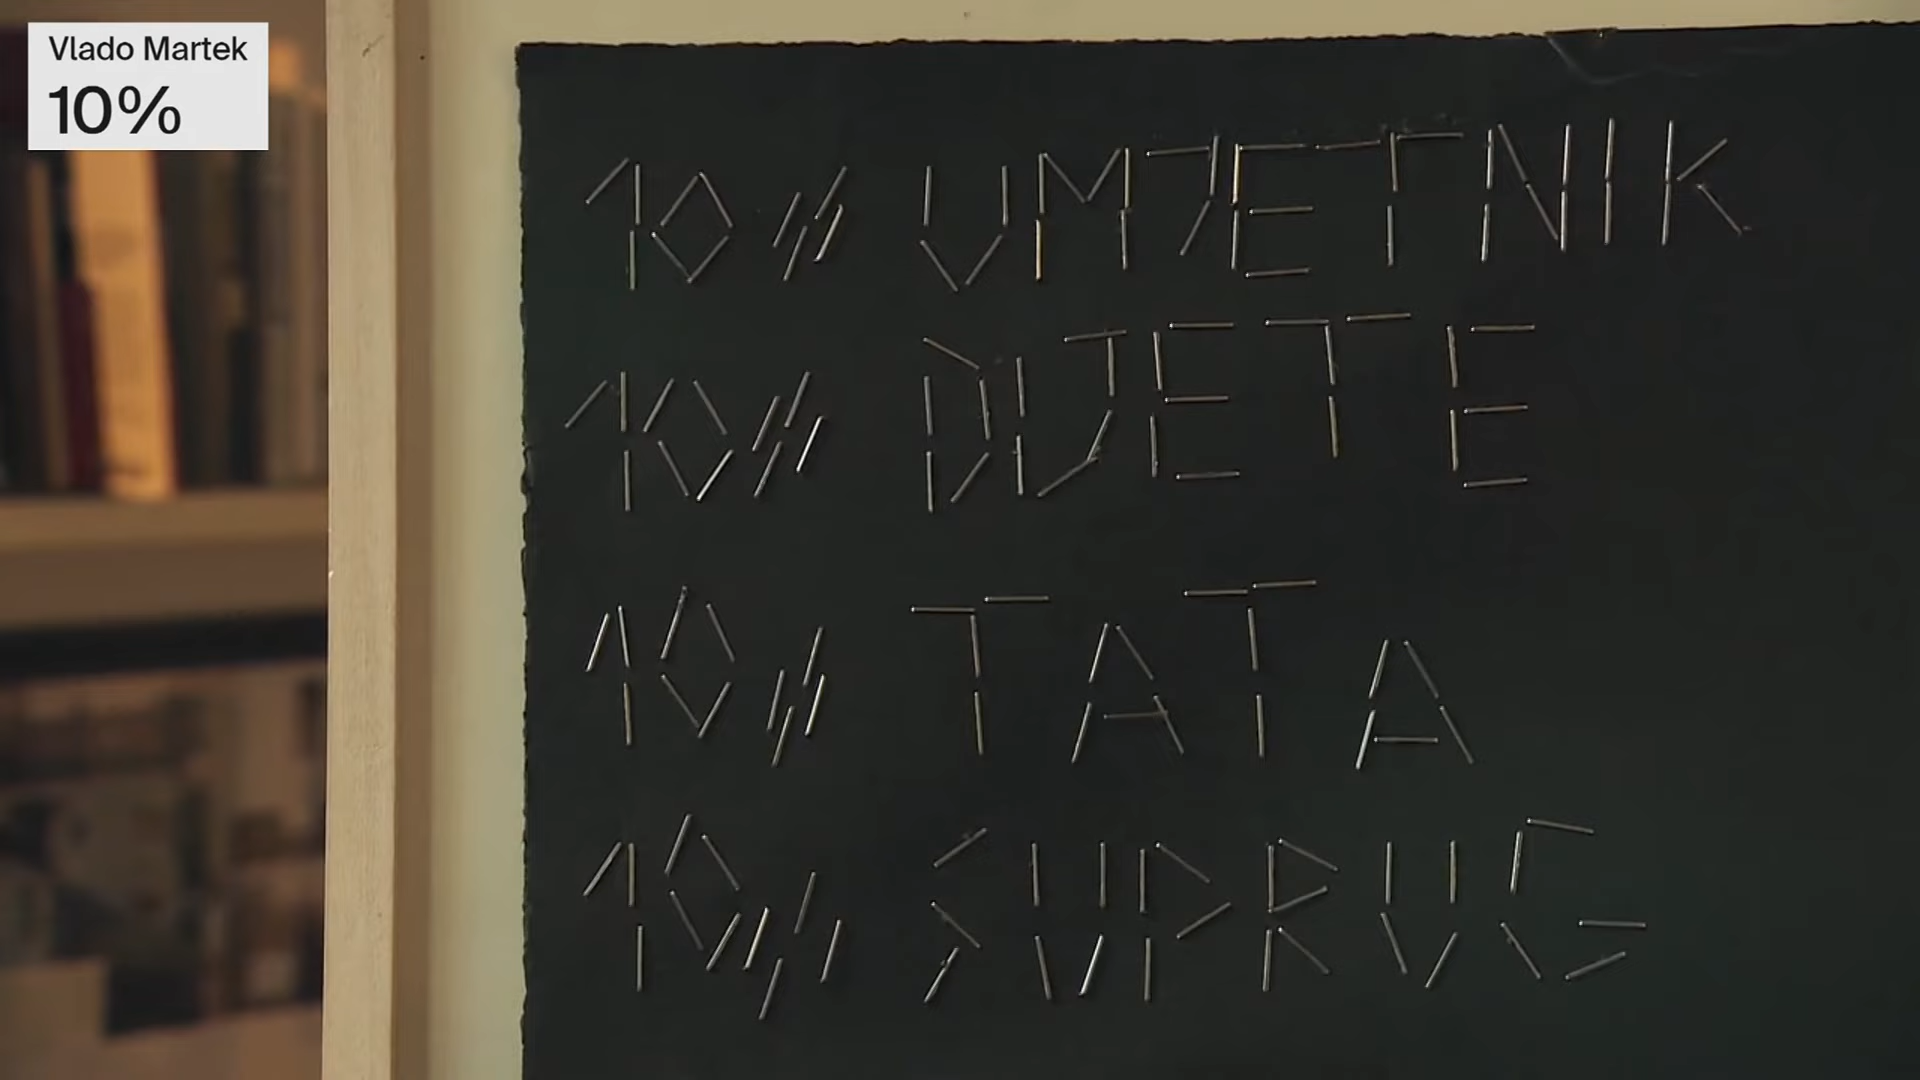 Vlado Martek
10%
10% UMJETNIK
10% DIJETE
10% TATA
10% SUPRUG